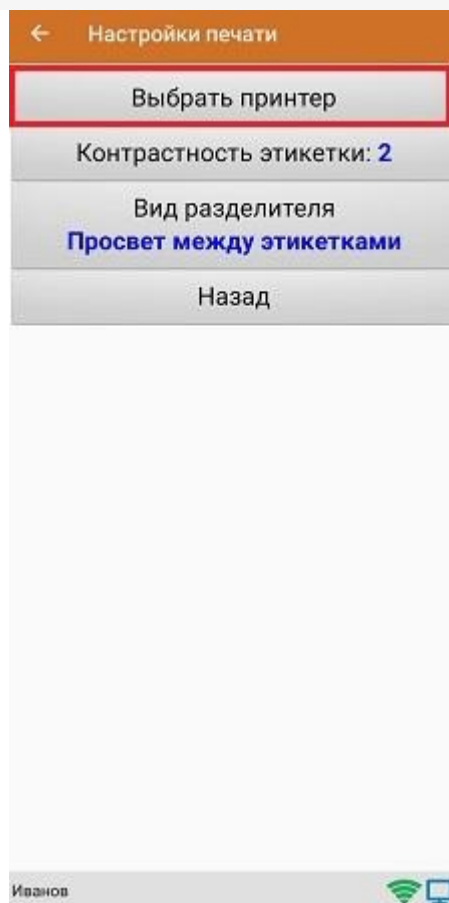 Настройки печати
Выбрать принтер
Контрастность этикетки: 2
Вид разделителя
Просвет между этикетками
Назад
Иванов